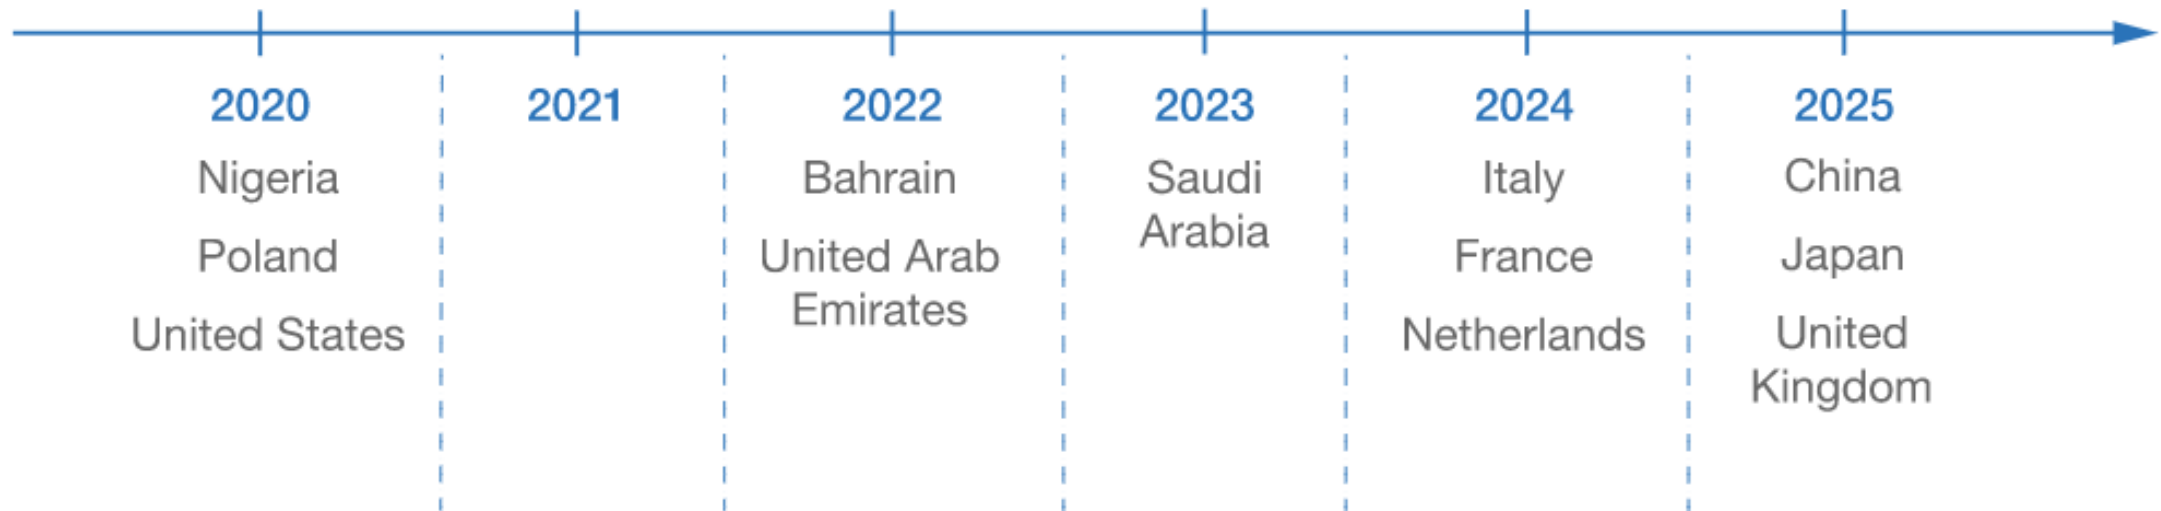 2020
Nigeria
Poland
United States
2021
2022
Bahrain
United Arab
Emirates
2023
Saudi
Arabia
2024
Italy
France
Netherlands
2025
China
Japan
United
Kingdom